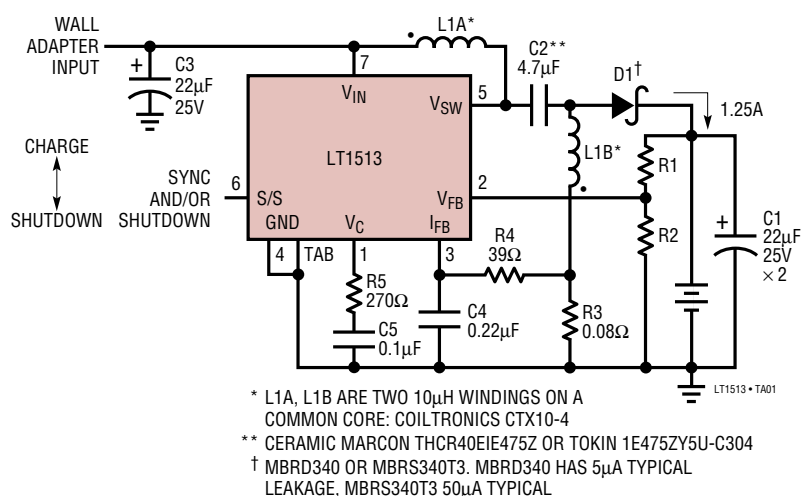 WALL
ADAPTER
INPUT
L1A*
C3
22µF
25V
+
7
VIN
C2**
4.7µF
D1†
5
VSW
1.25A
CHARGE
SHUTDOWN
LT1513
L1B*
R1
SYNC
AND/OR
SHUTDOWN
6
S/S
2
VFB
GND
VC
IFB
R2
+
C1
22µF
25V
× 2
4
TAB
1
3
R4
39Ω
R5
270Ω
C5
0.1µF
C4
0.22µF
R3
0.08Ω
LT1513 • TA01
* L1A, L1B ARE TWO 10µH WINDINGS ON A
COMMON CORE: COILTRONICS CTX10-4
** CERAMIC MARCON THCR40EIE475Z OR TOKIN 1E475ZY5U-C304
† MBRD340 OR MBRS340T3. MBRD340 HAS 5µA TYPICAL
LEAKAGE, MBRS340T3 50µA TYPICAL